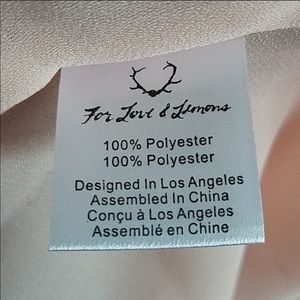 For Love & Lemons
100% Polyester
100% Polyester
Designed In Los Angeles
Assembled In China
Conçu à Los Angeles
Assemblé en Chine